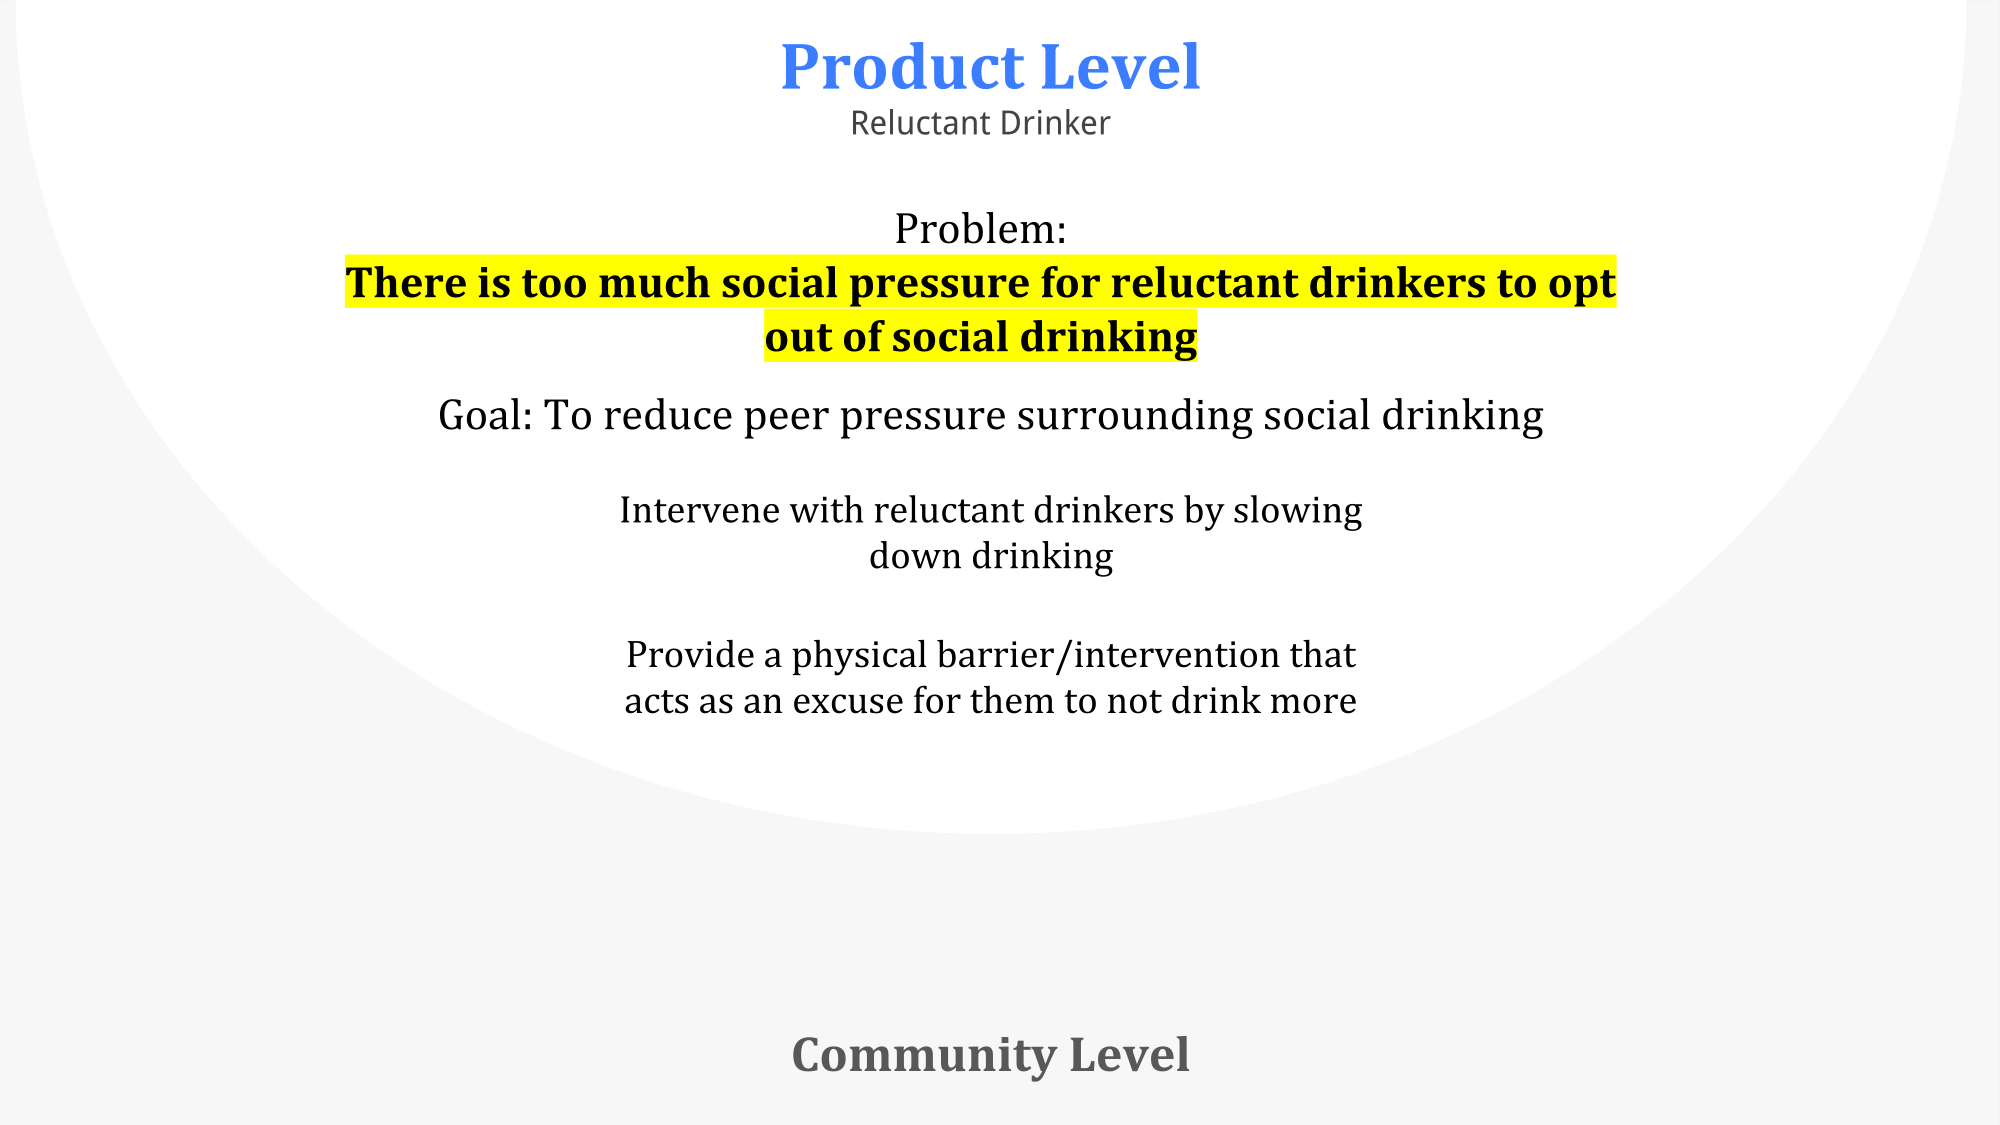 Product Level
Reluctant Drinker
Problem:
There is too much social pressure for reluctant drinkers to opt
out of social drinking
Goal: To reduce peer pressure surrounding social drinking
Intervene with reluctant drinkers by slowing
down drinking
Provide a physical barrier/intervention that
acts as an excuse for them to not drink more
Community Level